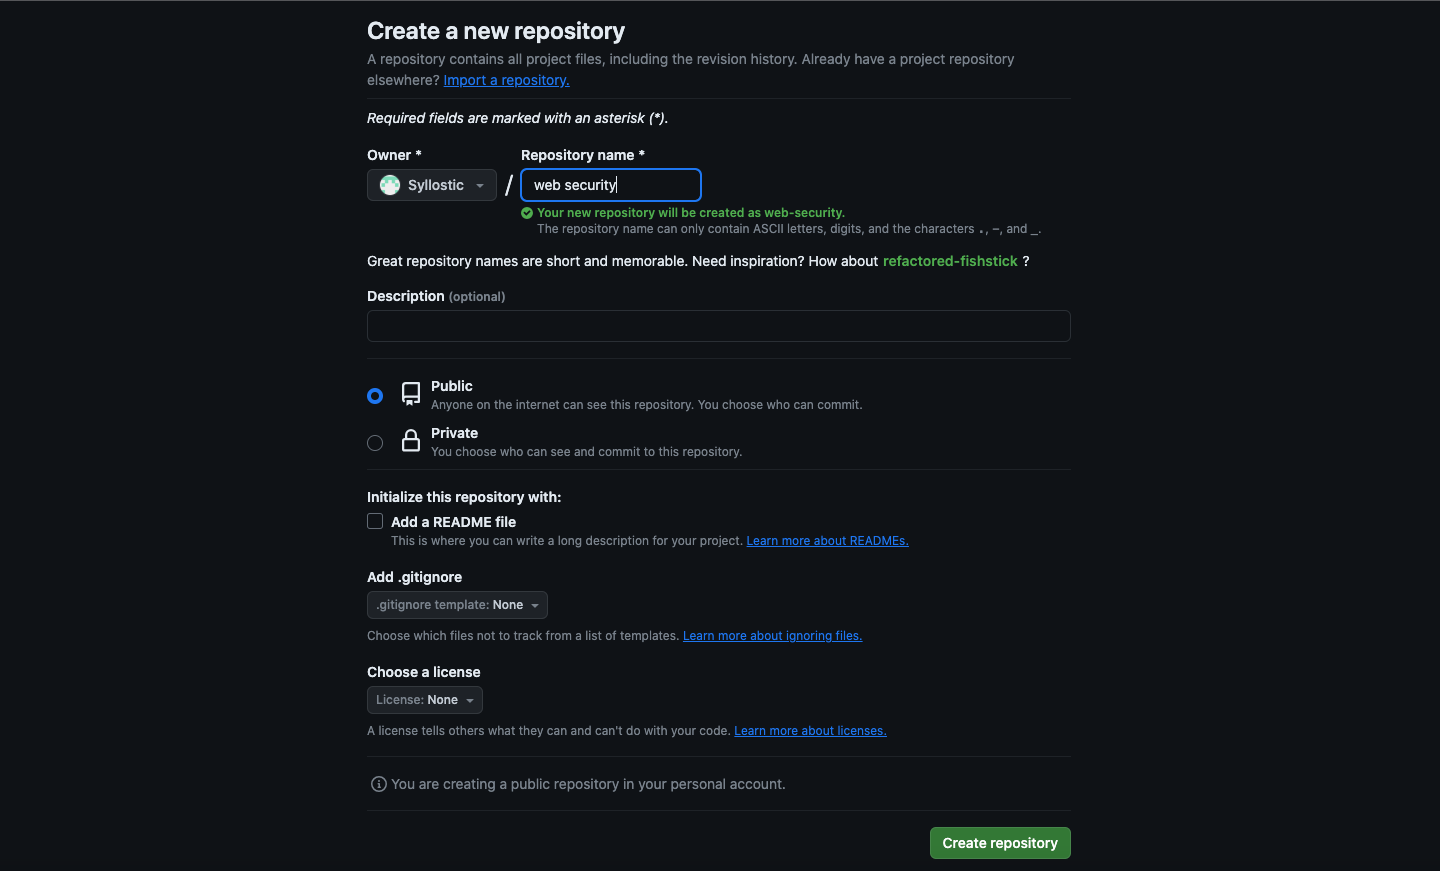 Create a new repository
A repository contains all project files, including the revision history. Already have a project repository
elsewhere? Import a repository.
Required fields are marked with an asterisk (*).
Owner *
Repository name *
Syllostic
/
web security
Your new repository will be created as web-security.
The repository name can only contain ASCII letters, digits, and the characters ., -, and _.
Great repository names are short and memorable. Need inspiration? How about refactored-fishstick ?
Description (optional)
Public
Anyone on the internet can see this repository. You choose who can commit.
Private
You choose who can see and commit to this repository.
Initialize this repository with:
Add a README file
This is where you can write a long description for your project. Learn more about READMEs.
Add .gitignore
.gitignore template: None
Choose which files not to track from a list of templates. Learn more about ignoring files.
Choose a license
License: None
A license tells others what they can and can't do with your code. Learn more about licenses.
You are creating a public repository in your personal account.
Create repository